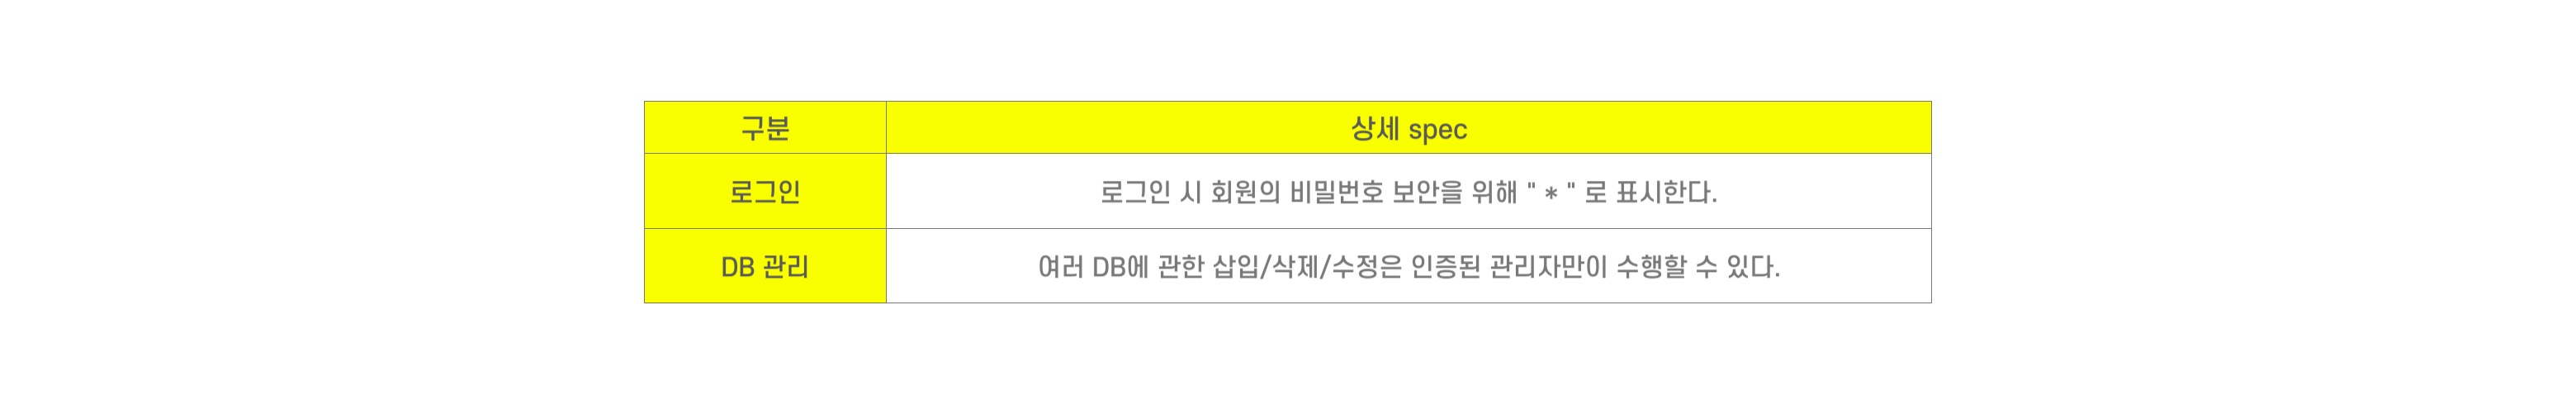 구분 상세 spec
로그인 로그인 시 회원의 비밀번호 보안을 위해 " * " 로 표시한다.
DB 관리 여러 DB에 관한 삽입/삭제/수정은 인증된 관리자만이 수행할 수 있다.